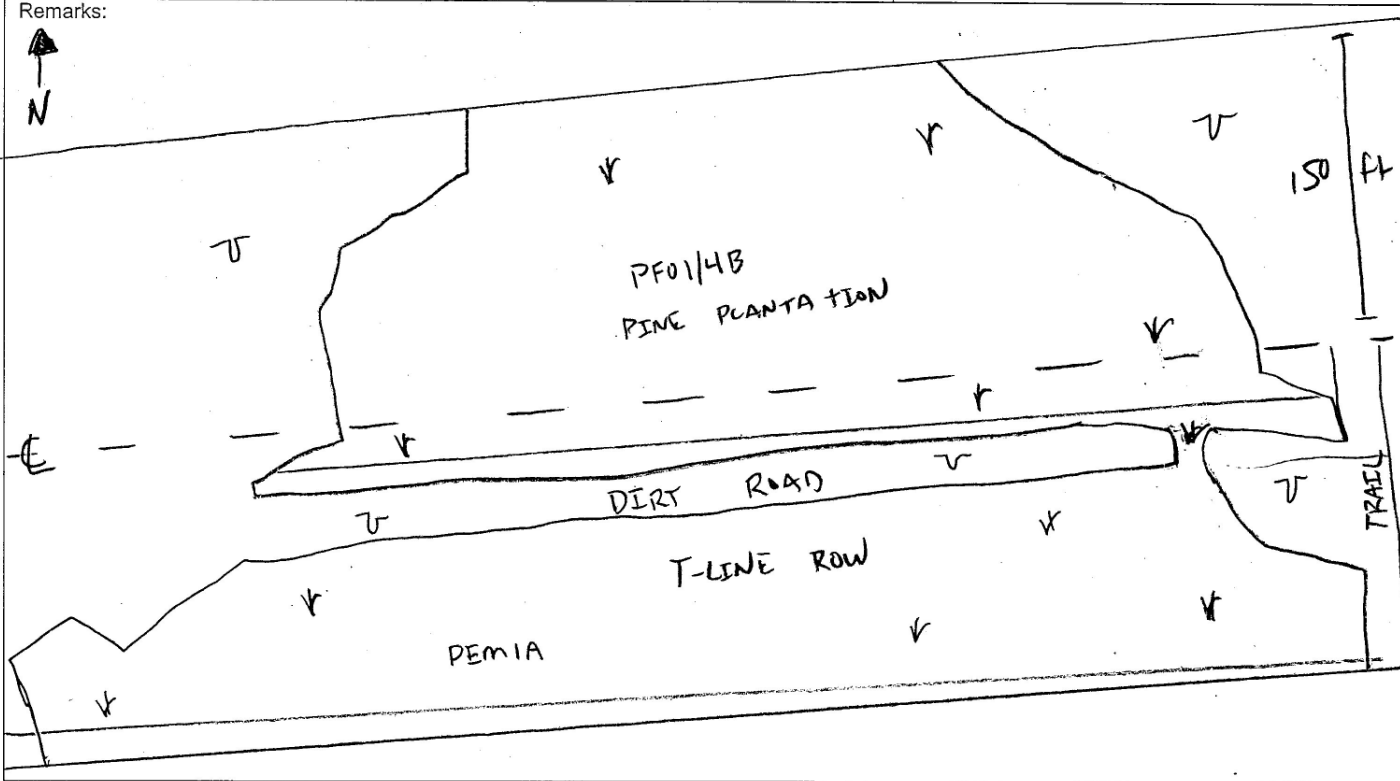 Remarks:
N
U
150 ft
U
PFO1/4B
PINE PLANTATION
℄
U
DIRT ROAD
U
U
TRAIL
T-LINE ROW
PEM1A